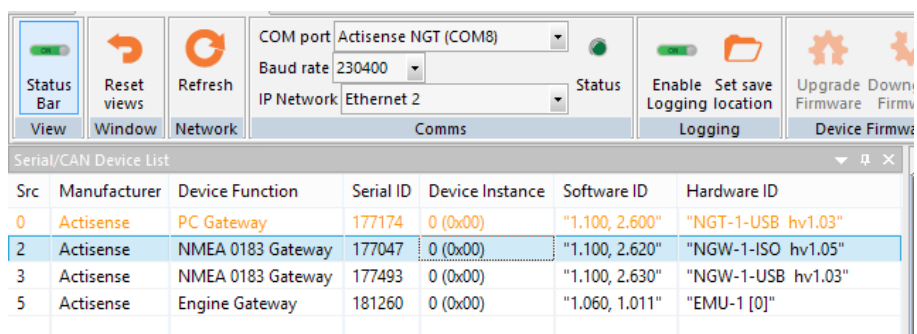 COM port Actisense NGT (COM8)
Baud rate 230400
IP Network Ethernet 2
ON
Status Bar
Reset views
Refresh
Status
ON
Enable Logging
Set save location
Upgrade Firmware
View
Window
Network
Comms
Logging
Device
Serial/CAN Device List
Src Manufacturer Device Function Serial ID Device Instance Software ID Hardware ID
0 Actisense PC Gateway 177174 0 (0x00) "1.100, 2.600" "NGT-1-USB hv1.03"
2 Actisense NMEA 0183 Gateway 177047 0 (0x00) "1.100, 2.620" "NGW-1-ISO hv1.05"
3 Actisense NMEA 0183 Gateway 177493 0 (0x00) "1.100, 2.630" "NGW-1-USB hv1.03"
5 Actisense Engine Gateway 181260 0 (0x00) "1.060, 1.011" "EMU-1 [0]"